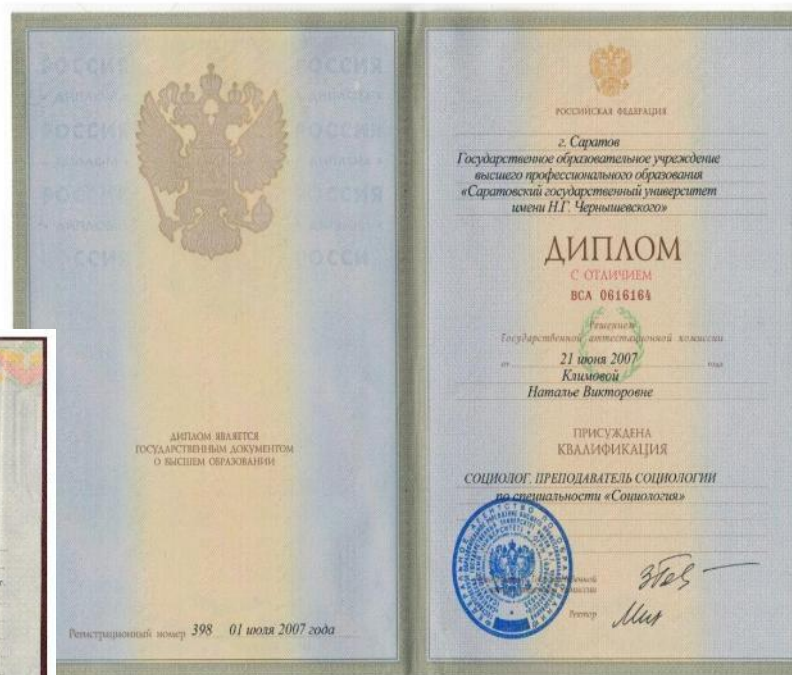 ДИПЛОМ ЯВЛЯЕТСЯ
ГОСУДАРСТВЕННЫМ ДОКУМЕНТОМ
О ВЫСШЕМ ОБРАЗОВАНИИ
Регистрационный номер 398 01 июля 2007 года
РОССИЙСКАЯ ФЕДЕРАЦИЯ
г. Саратов
Государственное образовательное учреждение
высшего профессионального образования
«Саратовский государственный университет
имени Н.Г. Чернышевского»
ДИПЛОМ
С ОТЛИЧИЕМ
ВСА 0616164
Решением
Государственной аттестационной комиссии
от 21 июня 2007 года
Климовой
Наталье Викторовне
ПРИСУЖДЕНА
КВАЛИФИКАЦИЯ
СОЦИОЛОГ. ПРЕПОДАВАТЕЛЬ СОЦИОЛОГИИ
по специальности «Социология»
Ректор